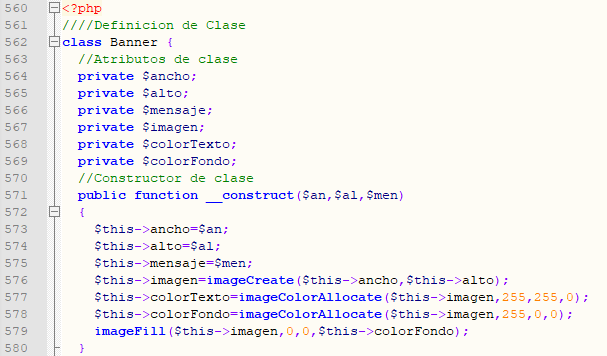 560 <?php
561 ////Definicion de Clase
562 class Banner {
563 //Atributos de clase
564 private $ancho;
565 private $alto;
566 private $mensaje;
567 private $imagen;
568 private $colorTexto;
569 private $colorFondo;
570 //Constructor de clase
571 public function __construct($an,$al,$men)
572 {
573 $this->ancho=$an;
574 $this->alto=$al;
575 $this->mensaje=$men;
576 $this->imagen=imageCreate($this->ancho,$this->alto);
577 $this->colorTexto=imageColorAllocate($this->imagen,255,255,0);
578 $this->colorFondo=imageColorAllocate($this->imagen,255,0,0);
579 imageFill($this->imagen,0,0,$this->colorFondo);
580 }